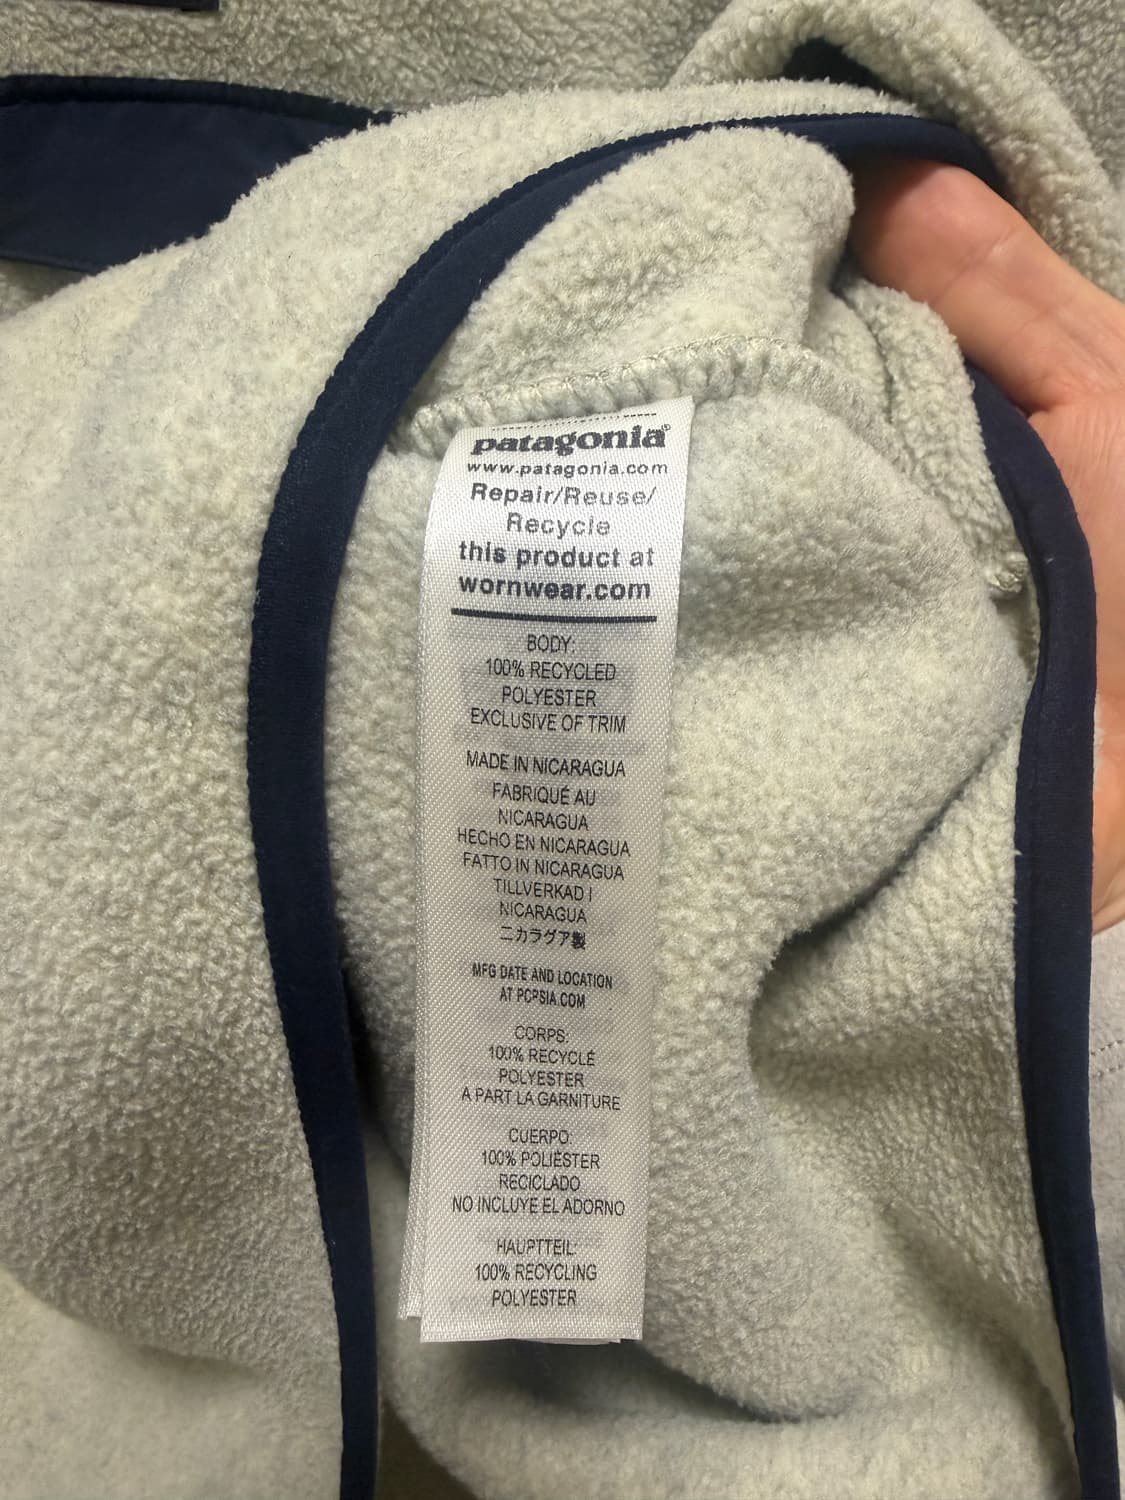 patagonia®
www.patagonia.com
Repair/Reuse/
Recycle
this product at
wornwear.com
BODY:
100% RECYCLED
POLYESTER
EXCLUSIVE OF TRIM
MADE IN NICARAGUA
FABRIQUÉ AU
NICARAGUA
HECHO EN NICARAGUA
FATTO IN NICARAGUA
TILLVERKAD I
NICARAGUA
ニカラグア製
MFG DATE AND LOCATION
AT PCPSIA.COM
CORPS:
100% RECYCLÉ
POLYESTER
A PART LA GARNITURE
CUERPO:
100% POLIÉSTER
RECICLADO
NO INCLUYE EL ADORNO
HAUPTTEIL:
100% RECYCLING
POLYESTER